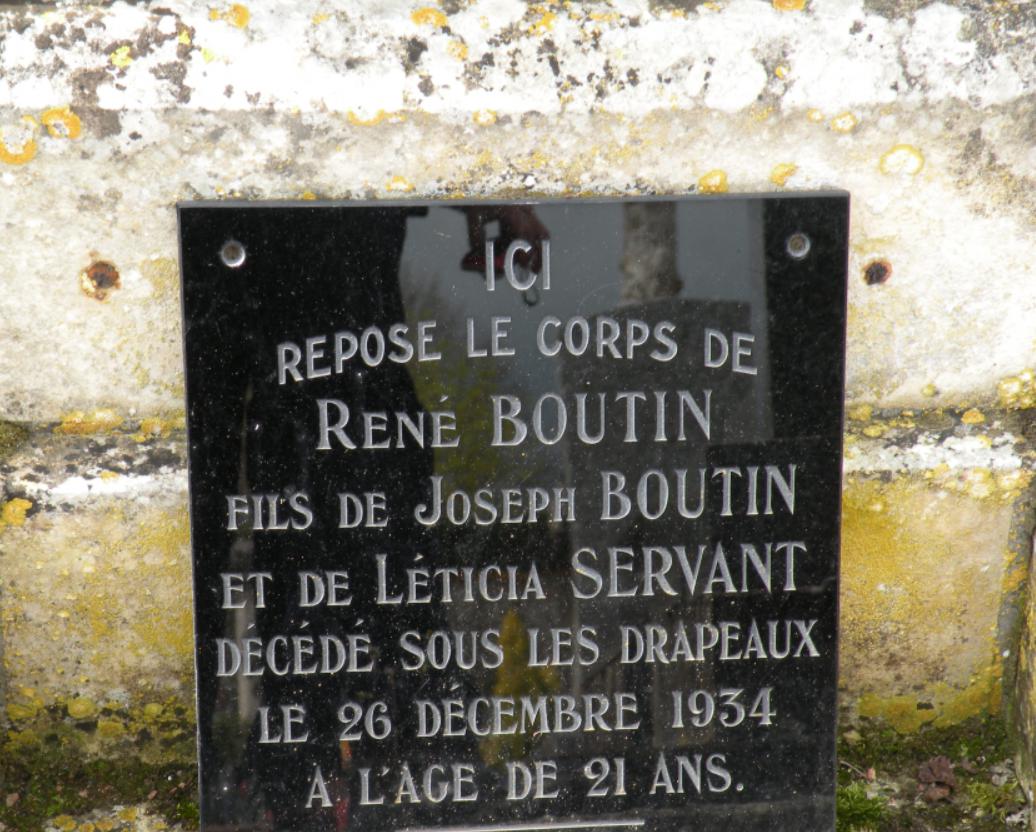 ICI
REPOSE LE CORPS DE
RENÉ BOUTIN
FILS DE JOSEPH BOUTIN
ET DE LÉTICIA SERVANT
DÉCÉDÉ SOUS LES DRAPEAUX
LE 26 DÉCEMBRE 1934
A L'AGE DE 21 ANS.